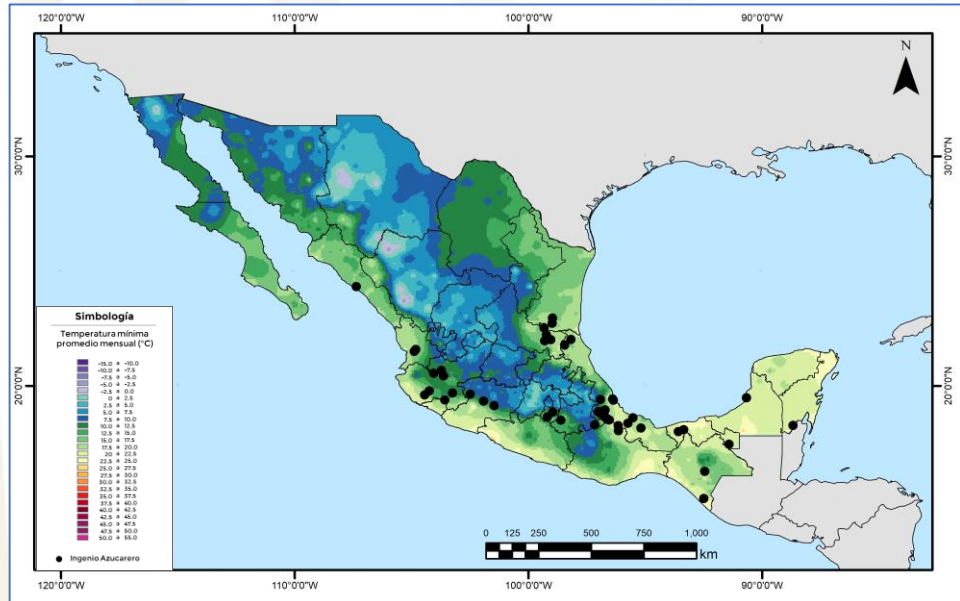 120°0'0"W 110°0'0"W 100°0'0"W 90°0'0"W
N
30°0'0"N 30°0'0"N
20°0'0"N 20°0'0"N
Simbología
Temperatura mínima
promedio mensual (°C)
-15.0 a -10.0
-10.0 a -7.5
-7.5 a -5.0
-5.0 a -2.5
-2.5 a 0.0
0 a 2.5
2.5 a 5.0
5.0 a 7.5
7.5 a 10.0
10.0 a 12.5
12.5 a 15.0
15.0 a 17.5
17.5 a 20.0
20 a 22.5
22.5 a 25.0
25.0 a 27.5
27.5 a 30.0
30.0 a 32.5
32.5 a 35.0
35.0 a 37.5
37.5 a 40.0
40.0 a 42.5
42.5 a 45.0
45.0 a 47.5
47.5 a 50.0
50.0 a 55.0
Ingenio Azucarero
0 125 250 500 750 1,000
km
120°0'0"W 110°0'0"W 100°0'0"W 90°0'0"W